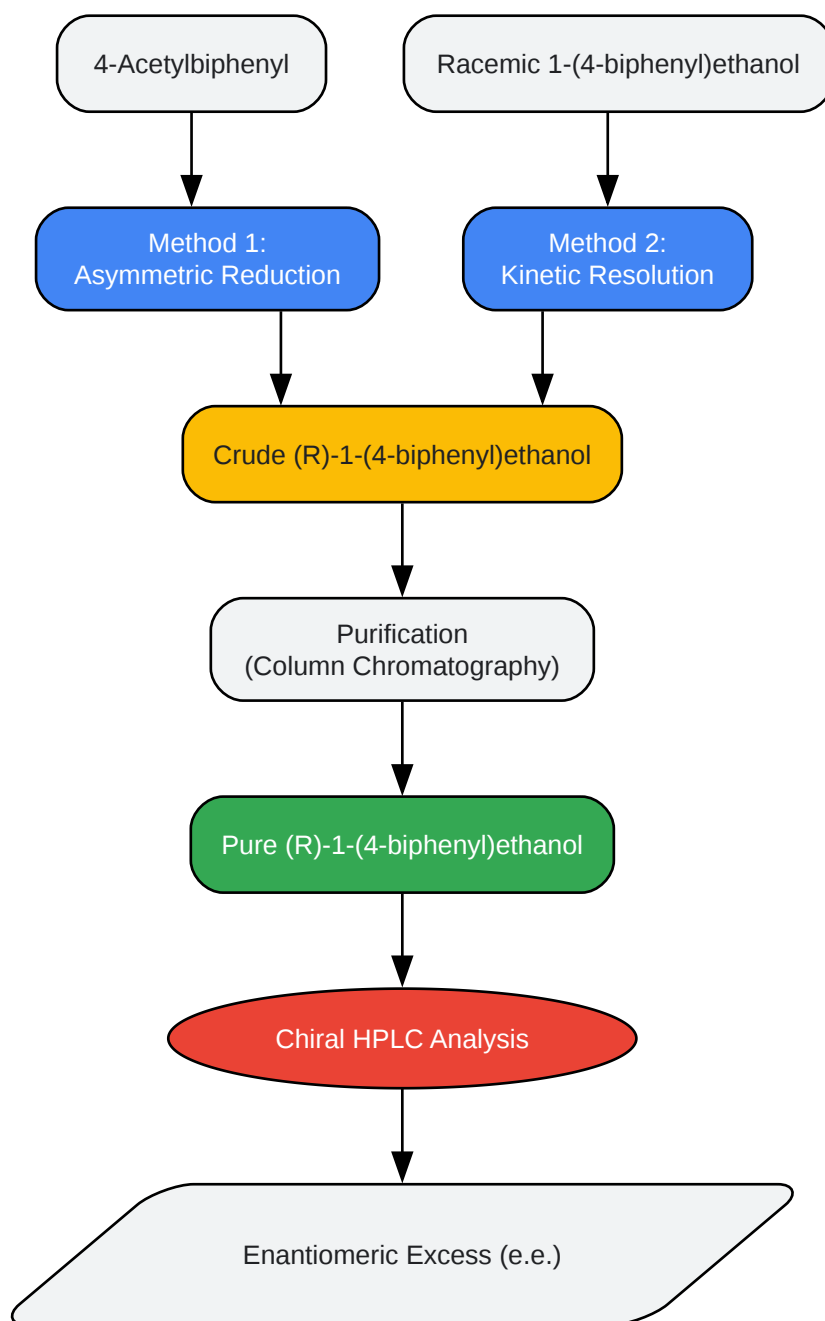 4-Acetylbiphenyl
Racemic 1-(4-biphenyl)ethanol
Method 1:
Asymmetric Reduction
Method 2:
Kinetic Resolution
Crude (R)-1-(4-biphenyl)ethanol
Purification
(Column Chromatography)
Pure (R)-1-(4-biphenyl)ethanol
Chiral HPLC Analysis
Enantiomeric Excess (e.e.)